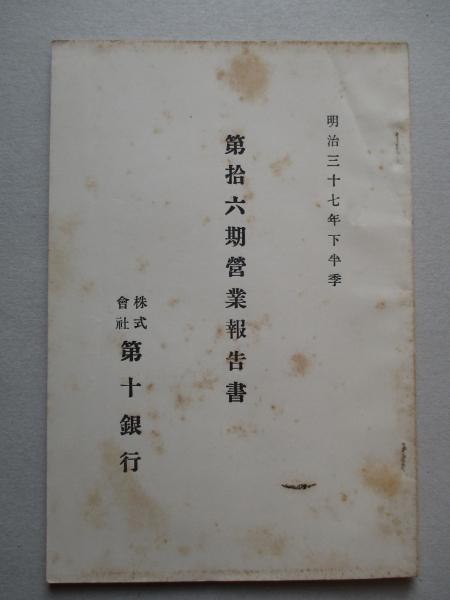 明治三十七年下半季
第拾六期營業報告書
株式會社第十銀行